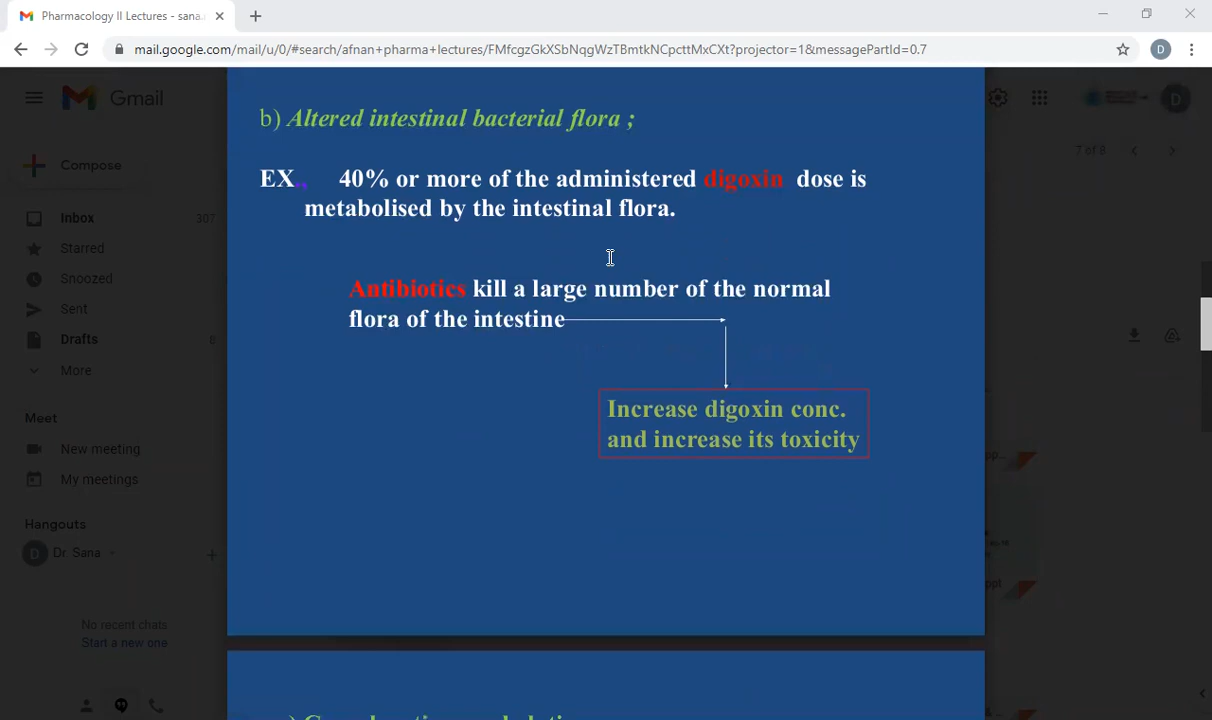 Pharmacology II Lectures - sana.
mail.google.com/mail/u/0/#search/afnan+pharma+lectures/FMfcgzGkXSbNqgWzTBmtkNCpcttMxCXt?projector=1&messagePartId=0.7
D
Gmail
D
Compose
7 of 8
Inbox 307
Starred
Snoozed
Sent
Drafts 6
More
Meet
New meeting
My meetings
Hangouts
D Dr Sana
No recent chats
Start a new one
b) Altered intestinal bacterial flora ;
EX., 40% or more of the administered digoxin dose is
metabolised by the intestinal flora.
Antibiotics kill a large number of the normal
flora of the intestine
Increase digoxin conc.
and increase its toxicity